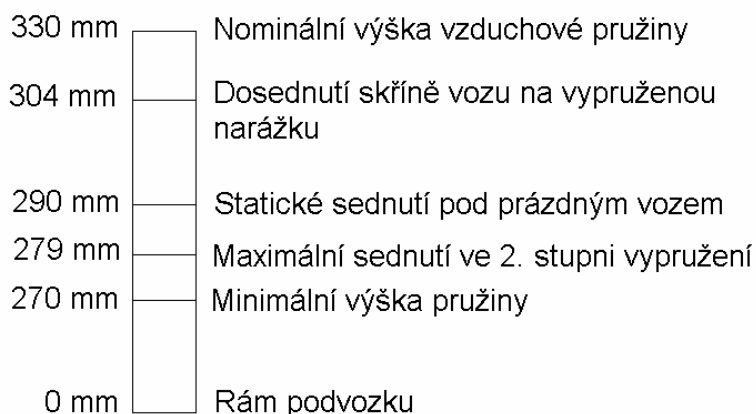 330 mm Nominální výška vzduchové pružiny
304 mm Dosednutí skříně vozu na vypruženou
narážku
290 mm Statické sednutí pod prázdným vozem
279 mm Maximální sednutí ve 2. stupni vypružení
270 mm Minimální výška pružiny
0 mm Rám podvozku